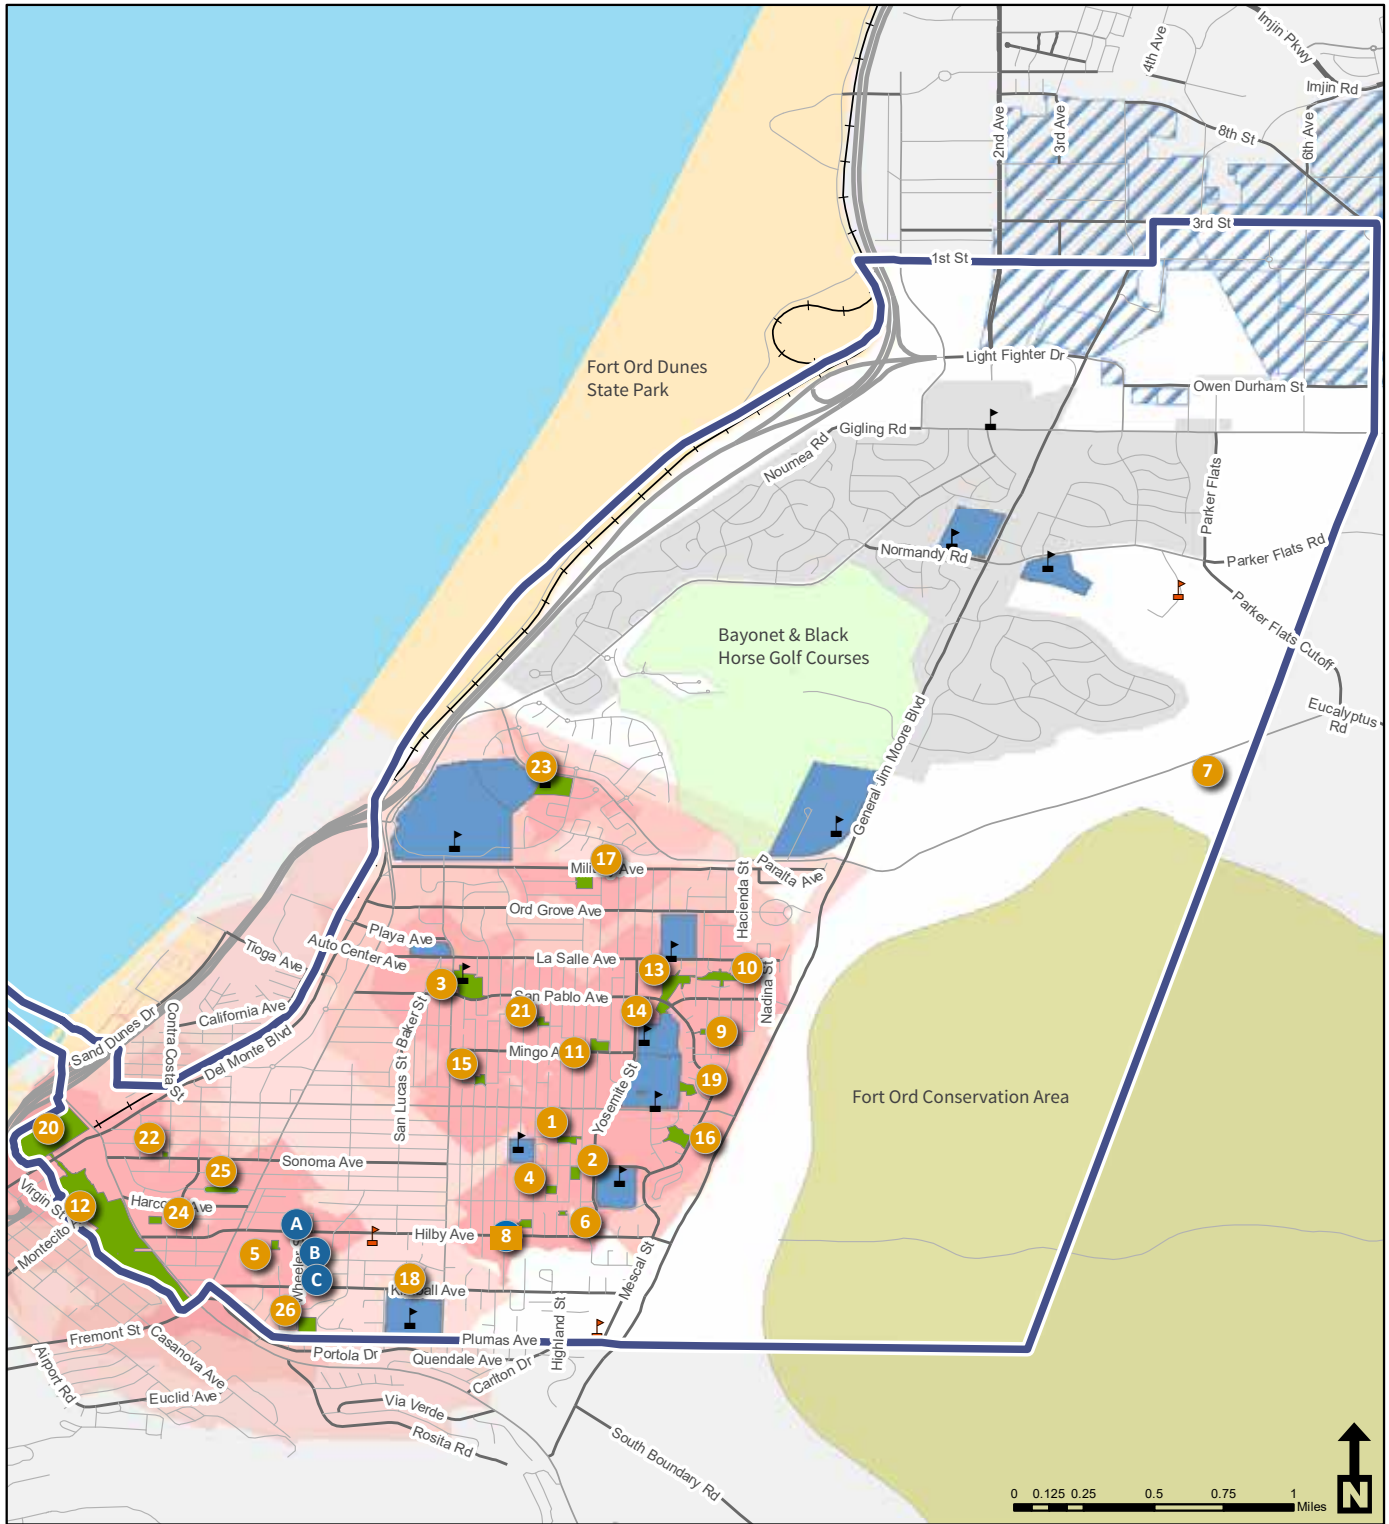 Imjin Pkwy
4th Ave
Imjin Rd
2nd Ave
3rd Ave
8th St
6th Ave
3rd St
1st St
Light Fighter Dr
Fort Ord Dunes
State Park
Owen Durham St
Gigling Rd
Noumea Rd
Parker Flats
Normandy Rd
Parker Flats Rd
Parker Flats Cutoff
Bayonet & Black
Horse Golf Courses
Eucalyptus
Rd
General Jim Moore Blvd
7
23
17
Paralta Ave
Hacienda St
Ord Grove Ave
Playa Ave
Auto Center Ave
Tioga Ave
La Salle Ave
13
10
3
San Pablo Ave
Nadina St
21
14
California Ave
Contra Costa St
Sand Dunes Dr
Del Monte Blvd
Baker St
San Lucas St
9
Mingo
11
15
19
Yosemite St
Fort Ord Conservation Area
1
20
22
16
Sonoma Ave
2
25
4
Virgin St
12
24
Montecito
A
6
Hilby Ave
8
5
B
Wheeler
C
18
Mescal St
26
Highland St
Fremont St
Casanova Ave
Plumas Ave
Portola Dr
Quendale Ave
Carlton Dr
Airport Rd
Euclid Ave
Via Verde
Rosita Rd
South Boundary Rd
0 0.125 0.25 0.5 0.75 1
Miles
N